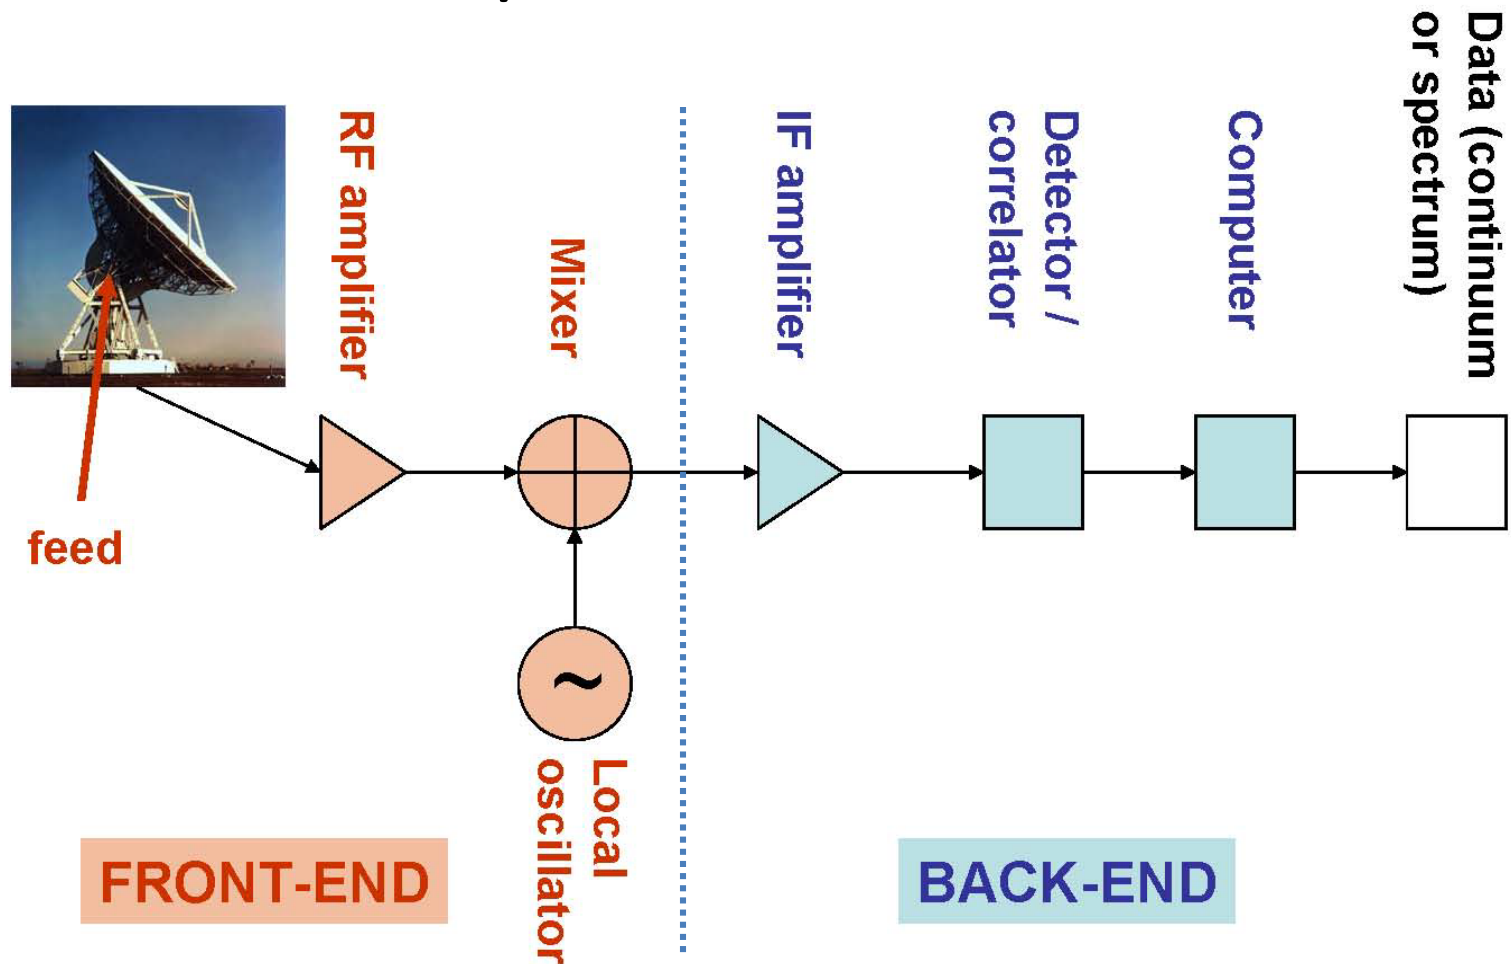 RF amplifier
Mixer
IF amplifier
Detector /
correlator
Computer
Data (continuum
or spectrum)
feed
~
Local
oscillator
FRONT-END
BACK-END